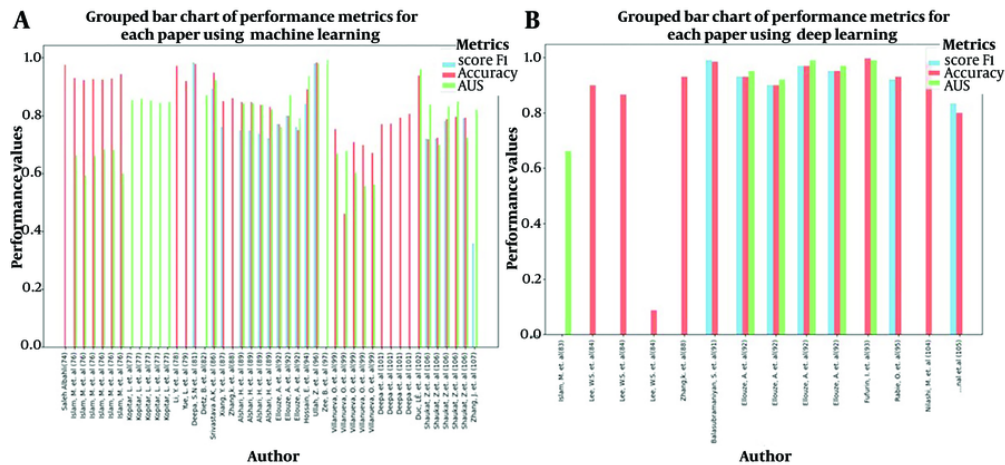 A
Grouped bar chart of performance metrics for
each paper using machine learning
Metrics
score F1
Accuracy
AUS
Performance values
1.0
0.8
0.6
0.4
0.2
0.0
Saleh Albahli(74)
Islam, L. et. al (76)
Islam, M. et. al (76)
Islam, M. et. al (76)
Islam, M. et. al (76)
Islam, M. et. al (76)
Islam, M. et. al (76)
Kopitar, L. et. al(77)
Kopitar, L. et. al(77)
Kopitar, L. et. al(77)
Kopitar, L. et. al(77)
Kopitar, L. et. al(77)
Li, Y. et. al (78)
Yue, L. et. al (79)
Deepa, S.N et. al (81)
Dietz, B. et. al(82)
Srivastava A.K. et. al(86)
Xiang, Y. et. al (87)
Zhang,X. et. al(88)
Alsham, H. et. al (89)
Alsham, H. et. al (89)
Alsham, H. et. al (89)
Alsham, H. et. al (89)
Ellouze, A. et. al(92)
Ellouze, A. et. al(92)
Ellouze, A. et. al(92)
Hossain, E. et. al(94)
Ullah, Z. et. al (96)
Zee, B. et. al (97)
Villanueva, O. O. et. al(99)
Villanueva, O. O. et. al(99)
Villanueva, O. O. et. al(99)
Villanueva, O. O. et. al(99)
Villanueva, O. O. et. al(99)
Deepa et. al (101)
Deepa et. al (101)
Deepa et. al (101)
Deepa et. al (101)
Duc, LE. et. al (102)
Shaukat, Z.et al (106)
Shaukat, Z.et al (106)
Shaukat, Z.et al (106)
Shaukat, Z.et al (106)
Shaukat, Z.et al (106)
Zhang, J. et. al (107)
Author
B
Grouped bar chart of performance metrics for
each paper using deep learning
Metrics
score F1
Accuracy
AUS
Performance values
1.0
0.8
0.6
0.4
0.2
0.0
Islam, M. et. al(83)
Lee W.S. et. al(84)
Lee W.S. et. al(84)
Lee W.S. et. al(84)
Zhang,X. et. al(88)
Balasubramaniyan, S. et. al(91)
Ellouze, A. et. al(92)
Ellouze, A. et. al(92)
Ellouze, A. et. al(92)
Ellouze, A. et. al(92)
Fufurin, I. et. al(93)
Rabie, O. et. al(95)
Nilashi, M. et. al (104)
...nal et.al (105)
Author